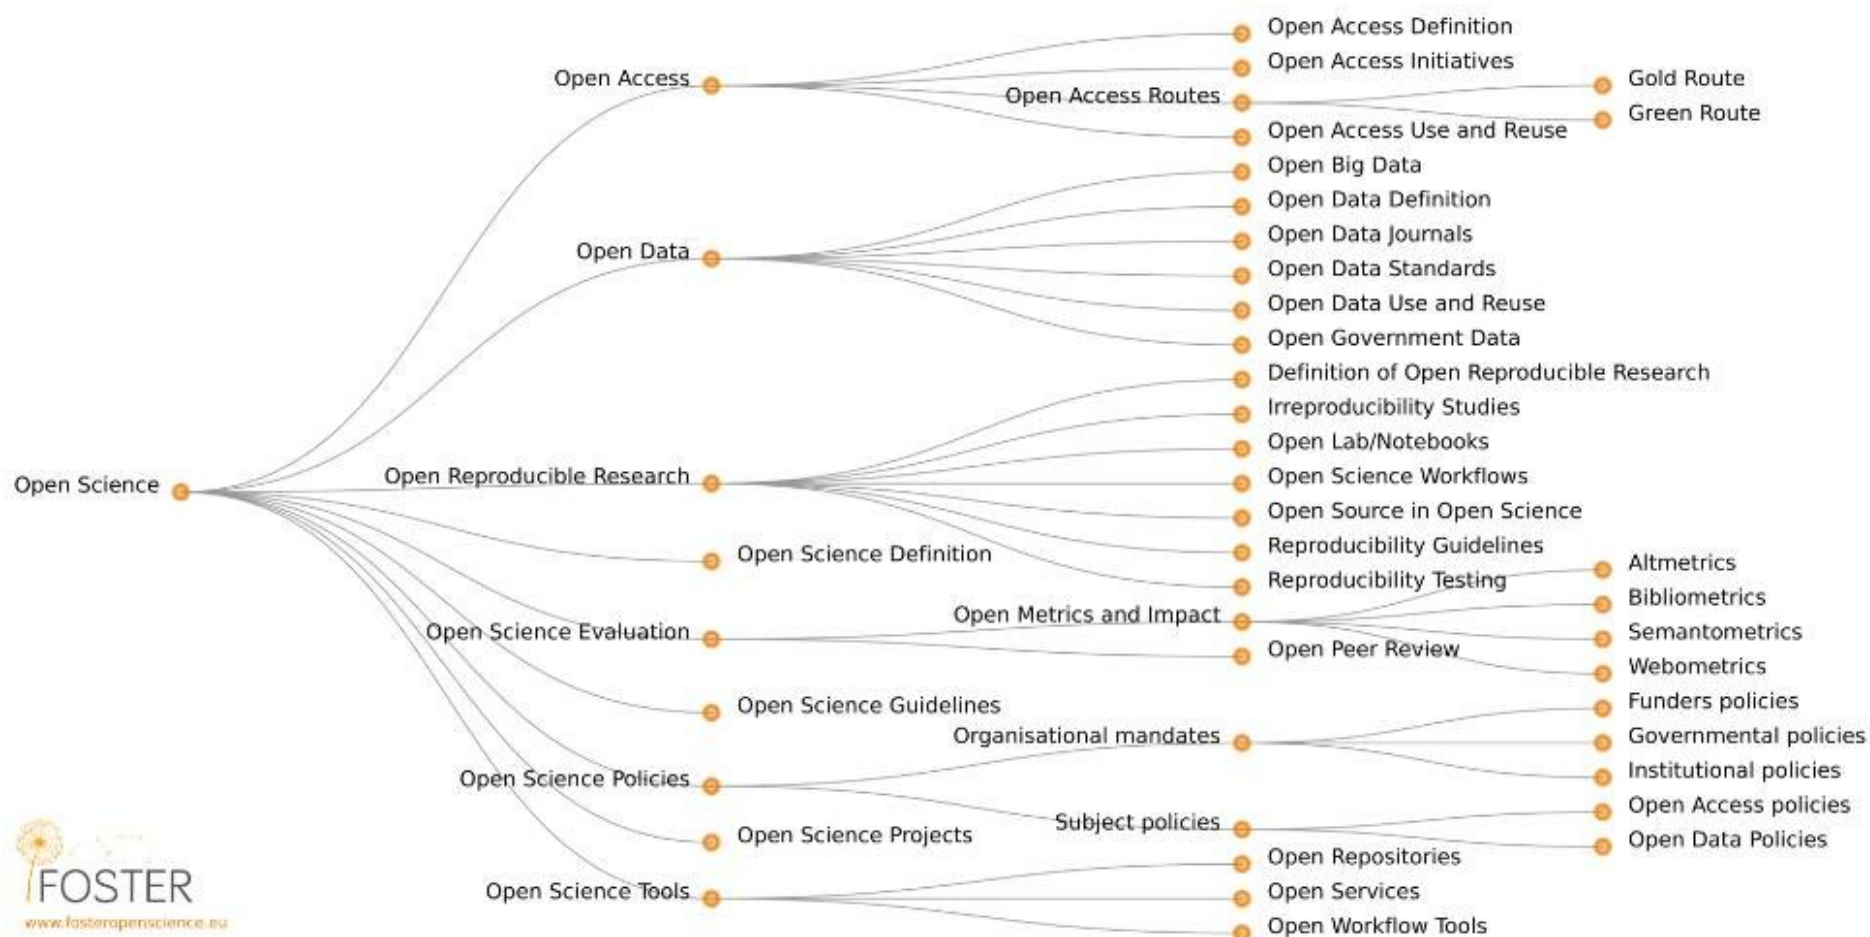 Open Science
Open Access
Open Access Definition
Open Access Initiatives
Open Access Routes
Gold Route
Green Route
Open Access Use and Reuse
Open Data
Open Big Data
Open Data Definition
Open Data Journals
Open Data Standards
Open Data Use and Reuse
Open Government Data
Open Reproducible Research
Definition of Open Reproducible Research
Irreproducibility Studies
Open Lab/Notebooks
Open Science Workflows
Open Source in Open Science
Reproducibility Guidelines
Reproducibility Testing
Open Science Definition
Open Science Evaluation
Open Metrics and Impact
Altmetrics
Bibliometrics
Semantometrics
Webometrics
Open Peer Review
Open Science Guidelines
Open Science Policies
Organisational mandates
Funders policies
Governmental policies
Institutional policies
Subject policies
Open Access policies
Open Data Policies
Open Science Projects
Open Science Tools
Open Repositories
Open Services
Open Workflow Tools
FOSTER
www.fosteropenscience.eu